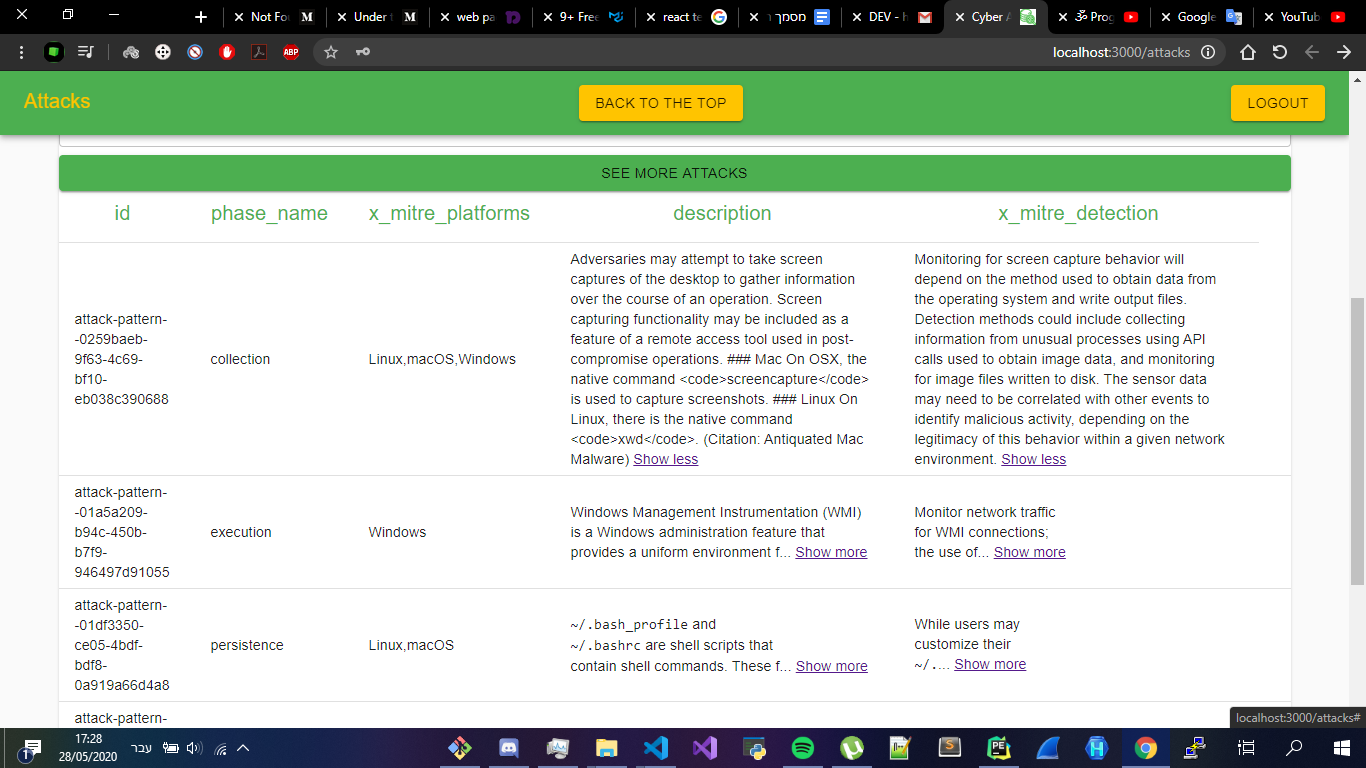 Not Fo
Under t
web pa
9+ Free
react te
מסמך ו
DEV - h
Cyber A
ॐ Prog
Google
YouTub
localhost:3000/attacks
ABP
Attacks
BACK TO THE TOP
LOGOUT
SEE MORE ATTACKS
id phase_name x_mitre_platforms description x_mitre_detection
attack-pattern-
-0259baeb-
9f63-4c69-
bf10-
eb038c390688
collection
Linux,macOS,Windows
Adversaries may attempt to take screen
captures of the desktop to gather information
over the course of an operation. Screen
capturing functionality may be included as a
feature of a remote access tool used in post-
compromise operations. ### Mac On OSX, the
native command <code>screencapture</code>
is used to capture screenshots. ### Linux On
Linux, there is the native command
<code>xwd</code>. (Citation: Antiquated Mac
Malware) Show less
Monitoring for screen capture behavior will
depend on the method used to obtain data from
the operating system and write output files.
Detection methods could include collecting
information from unusual processes using API
calls used to obtain image data, and monitoring
for image files written to disk. The sensor data
may need to be correlated with other events to
identify malicious activity, depending on the
legitimacy of this behavior within a given network
environment. Show less
attack-pattern-
-01a5a209-
b94c-450b-
b7f9-
946497d91055
execution
Windows
Windows Management Instrumentation (WMI)
is a Windows administration feature that
provides a uniform environment f... Show more
Monitor network traffic
for WMI connections;
the use of... Show more
attack-pattern-
-01df3350-
ce05-4bdf-
bdf8-
0a919a66d4a8
persistence
Linux,macOS
~/.bash_profile and
~/.bashrc are shell scripts that
contain shell commands. These f... Show more
While users may
customize their
~/.... Show more
attack-pattern-
localhost:3000/attacks#
1
17:28
28/05/2020
עבר